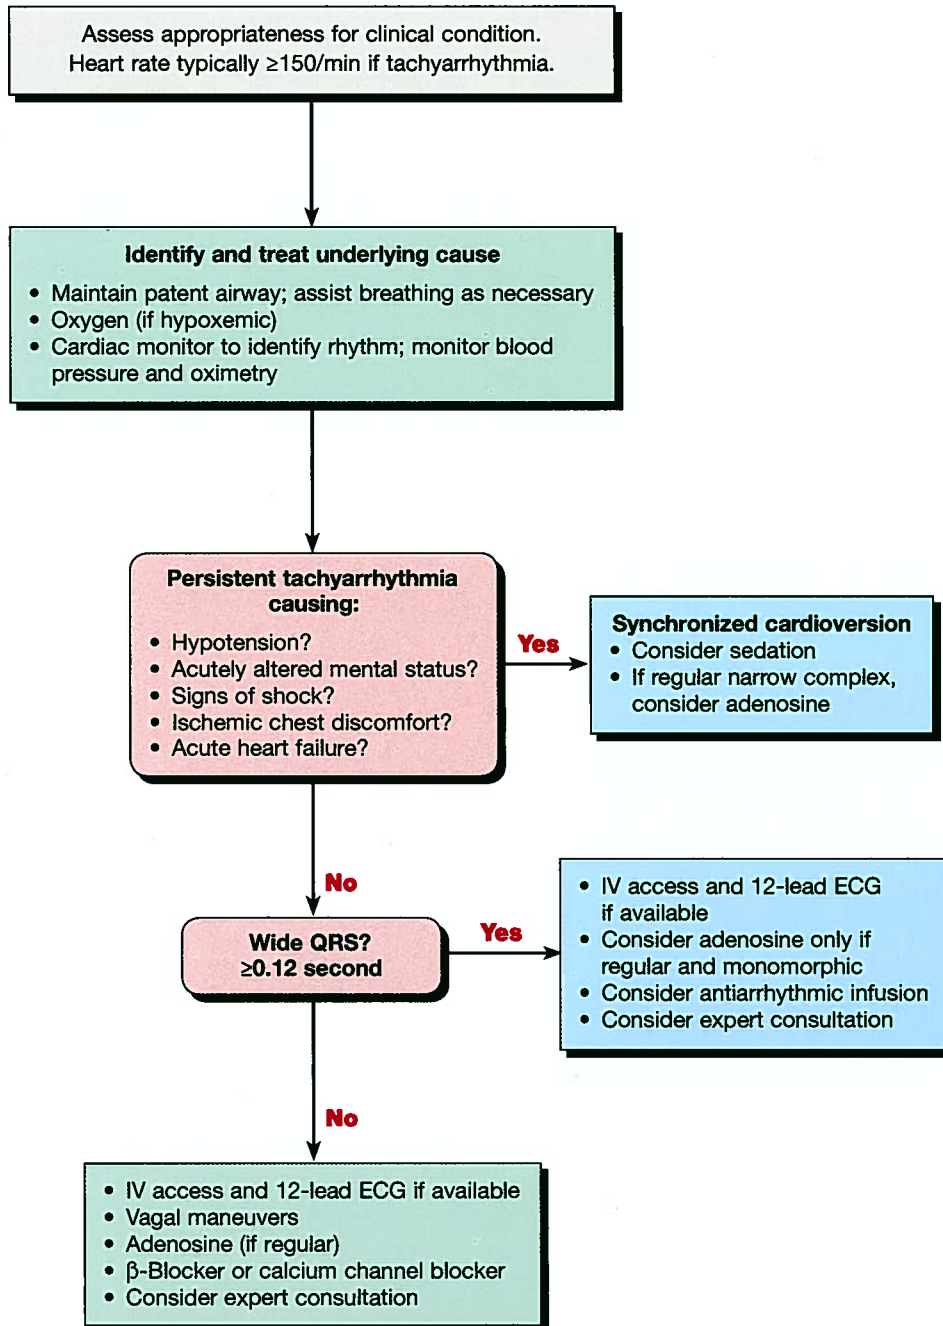 Assess appropriateness for clinical condition.
Heart rate typically ≥150/min if tachyarrhythmia.
Identify and treat underlying cause
• Maintain patent airway; assist breathing as necessary
• Oxygen (if hypoxemic)
• Cardiac monitor to identify rhythm; monitor blood
pressure and oximetry
Persistent tachyarrhythmia
causing:
• Hypotension?
• Acutely altered mental status?
• Signs of shock?
• Ischemic chest discomfort?
• Acute heart failure?
Yes
Synchronized cardioversion
• Consider sedation
• If regular narrow complex,
consider adenosine
No
Wide QRS?
≥0.12 second
Yes
• IV access and 12-lead ECG
if available
• Consider adenosine only if
regular and monomorphic
• Consider antiarrhythmic infusion
• Consider expert consultation
No
• IV access and 12-lead ECG if available
• Vagal maneuvers
• Adenosine (if regular)
• β-Blocker or calcium channel blocker
• Consider expert consultation